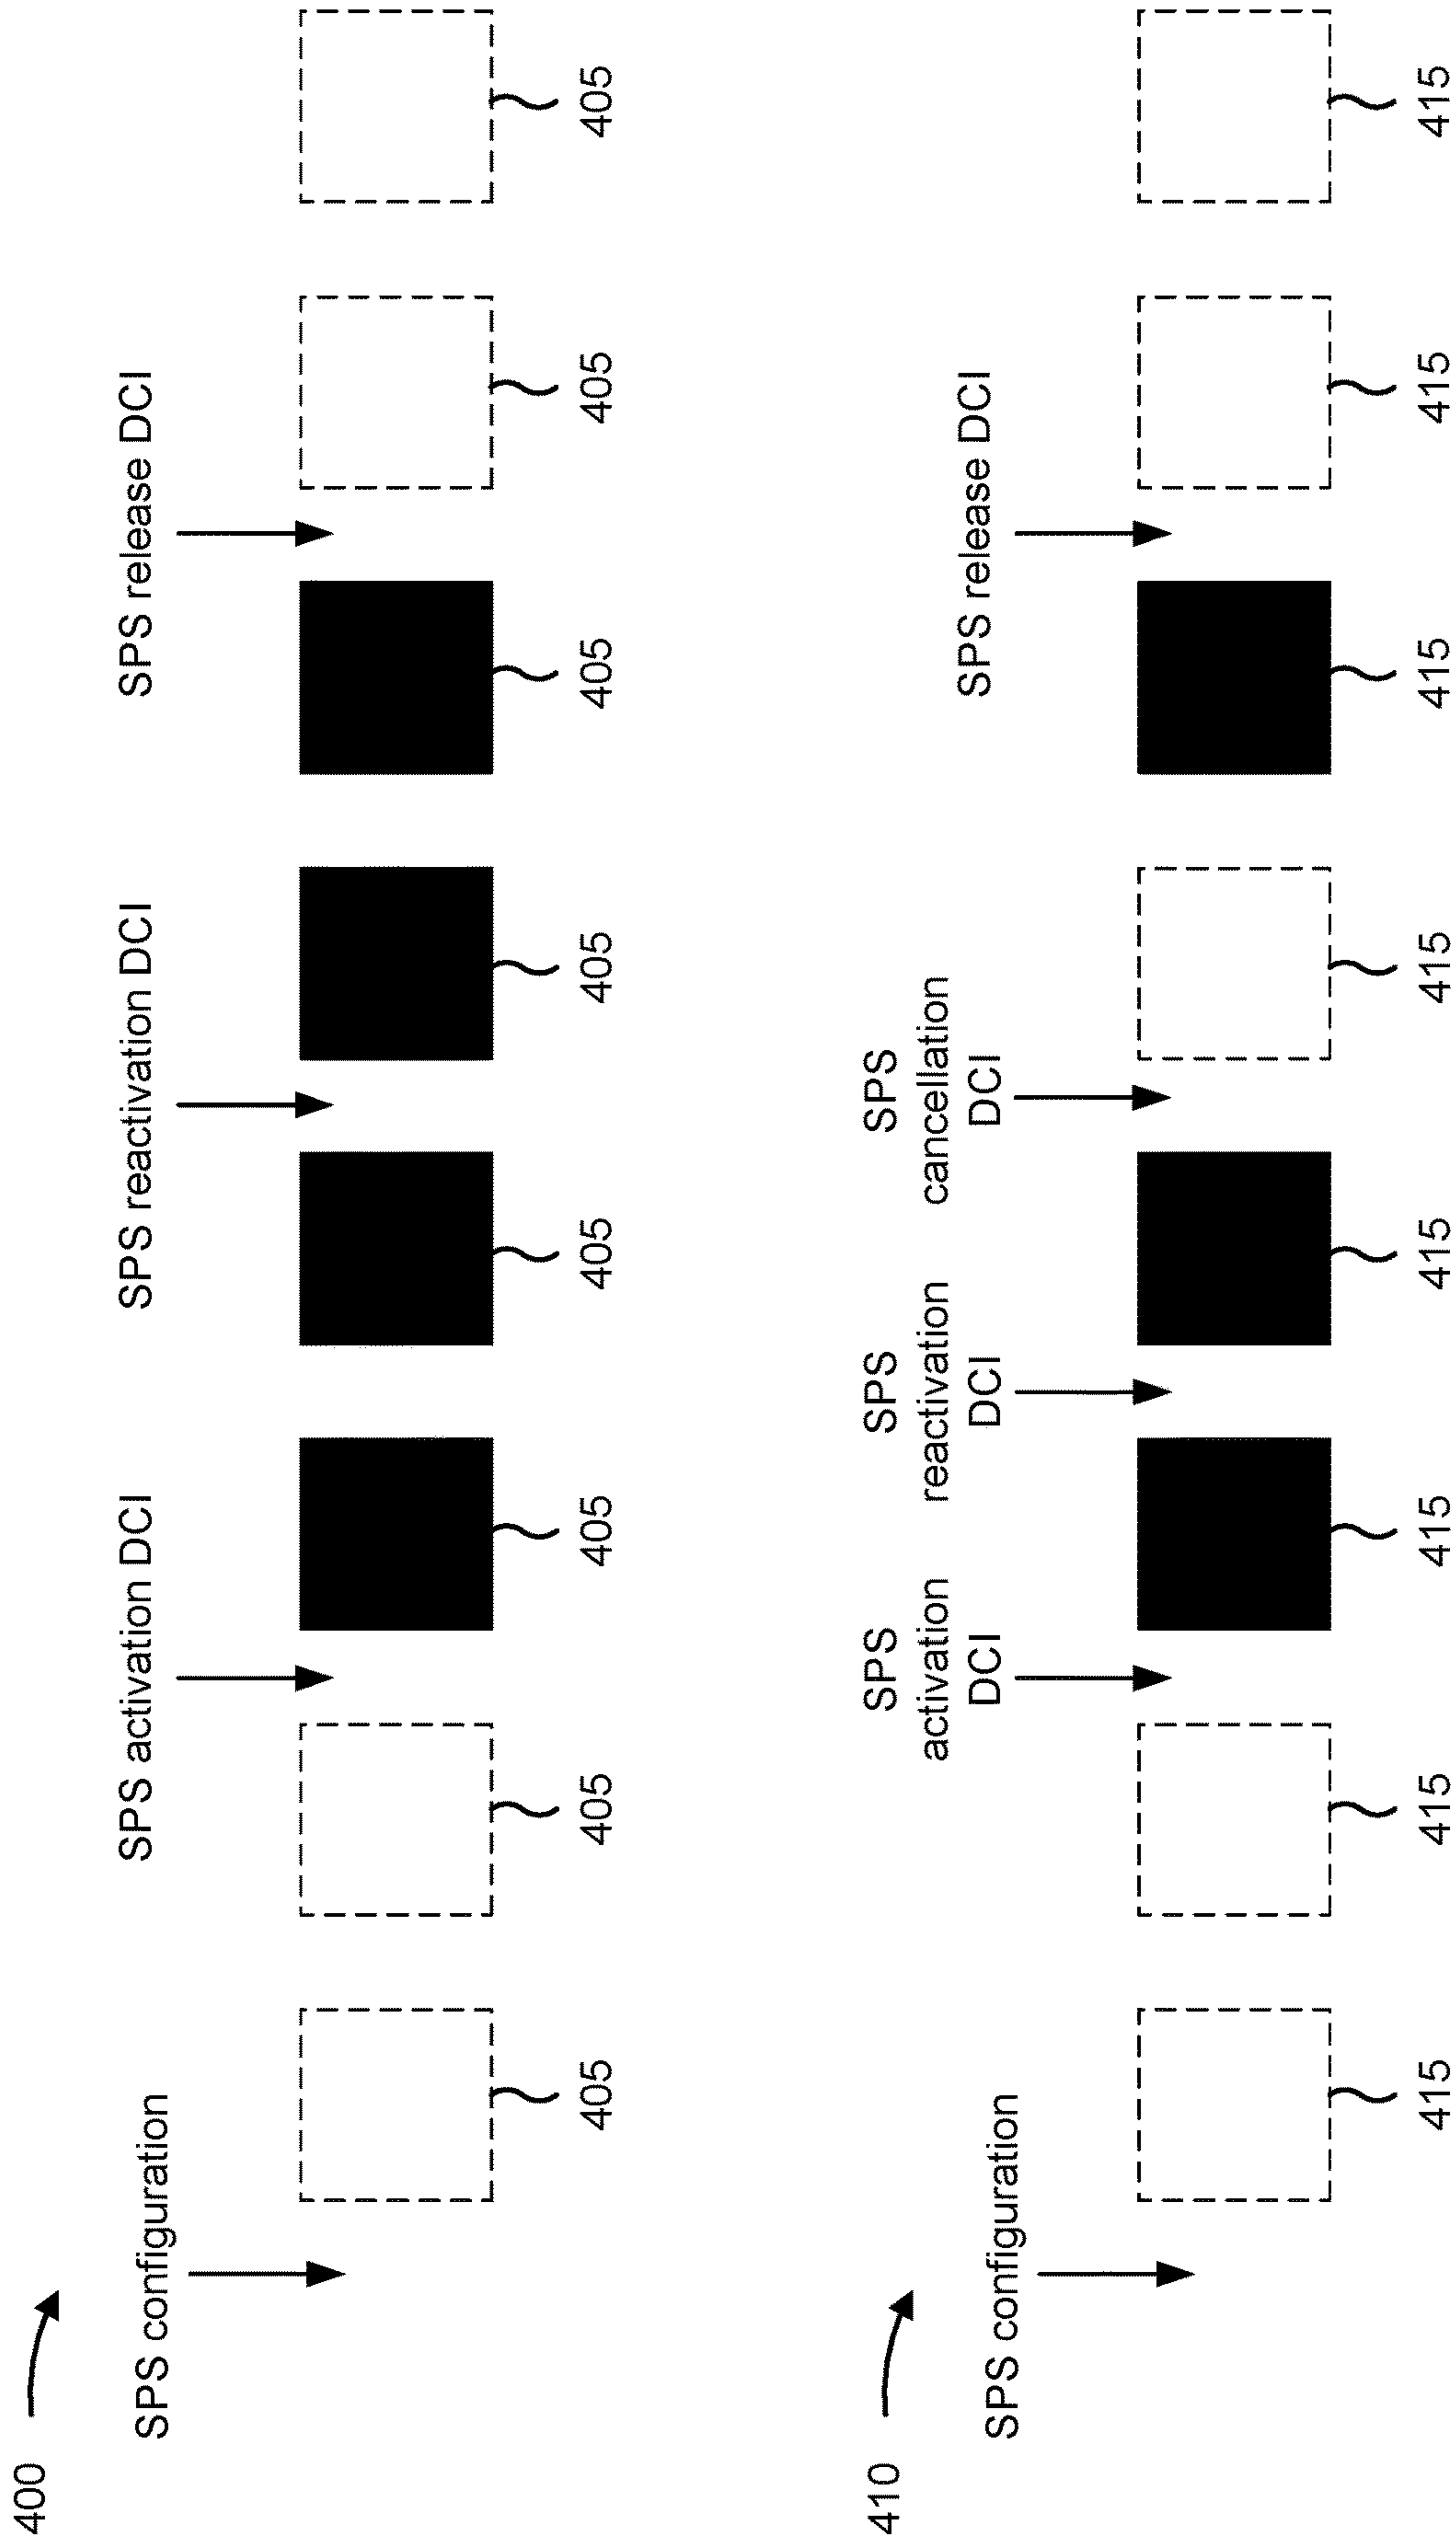 400
SPS configuration
SPS activation DCI
SPS reactivation DCI
SPS release DCI
405
405
405
405
405
405
405
405
410
SPS configuration
SPS
activation
DCI
SPS
reactivation
DCI
SPS
cancellation
DCI
SPS release DCI
415
415
415
415
415
415
415
415